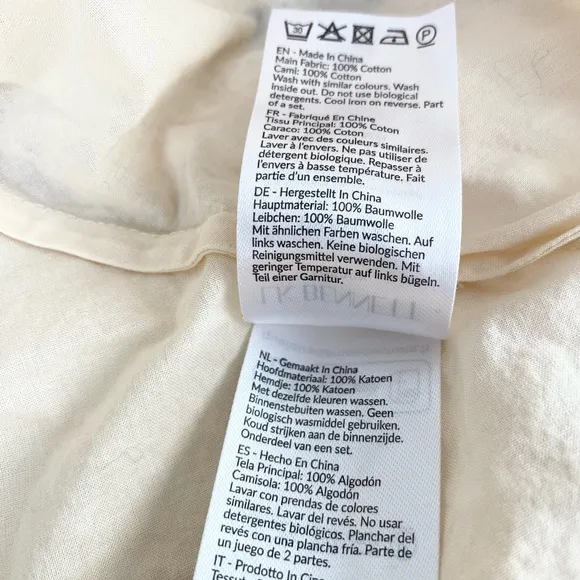 30
P
EN - Made In China
Main Fabric: 100% Cotton
Cami: 100% Cotton
Wash with similar colours. Wash
Inside out. Do not use biological
detergents. Cool iron on reverse. Part
of a set.
FR - Fabriqué En Chine
Tissu Principal: 100% Coton
Caraco: 100% Coton
Laver avec des couleurs similaires.
Laver à l'envers. Ne pas utiliser de
détergent biologique. Repasser à
l'envers à basse température. Fait
partie d'un ensemble.
DE - Hergestellt In China
Hauptmaterial: 100% Baumwolle
Leibchen: 100% Baumwolle
Mit ähnlichen Farben waschen. Auf
links waschen. Keine biologischen
Reinigungsmittel verwenden. Mit
geringer Temperatur auf links bügeln.
Teil einer Garnitur.
LK BENNETT
NL - Gemaakt In China
Hoofdmateriaal: 100% Katoen
Hemdje: 100% Katoen
Met dezelfde kleuren wassen.
Binnenstebuiten wassen. Geen
biologisch wasmiddel gebruiken.
Koud strijken aan de binnenzijde.
Onderdeel van een set.
ES - Hecho En China
Tela Principal: 100% Algodón
Camisola: 100% Algodón
Lavar con prendas de colores
similares. Lavar del revés. No usar
detergentes biológicos. Planchar del
revés con una plancha fría. Parte de
un juego de 2 partes.
IT - Prodotto In Cina